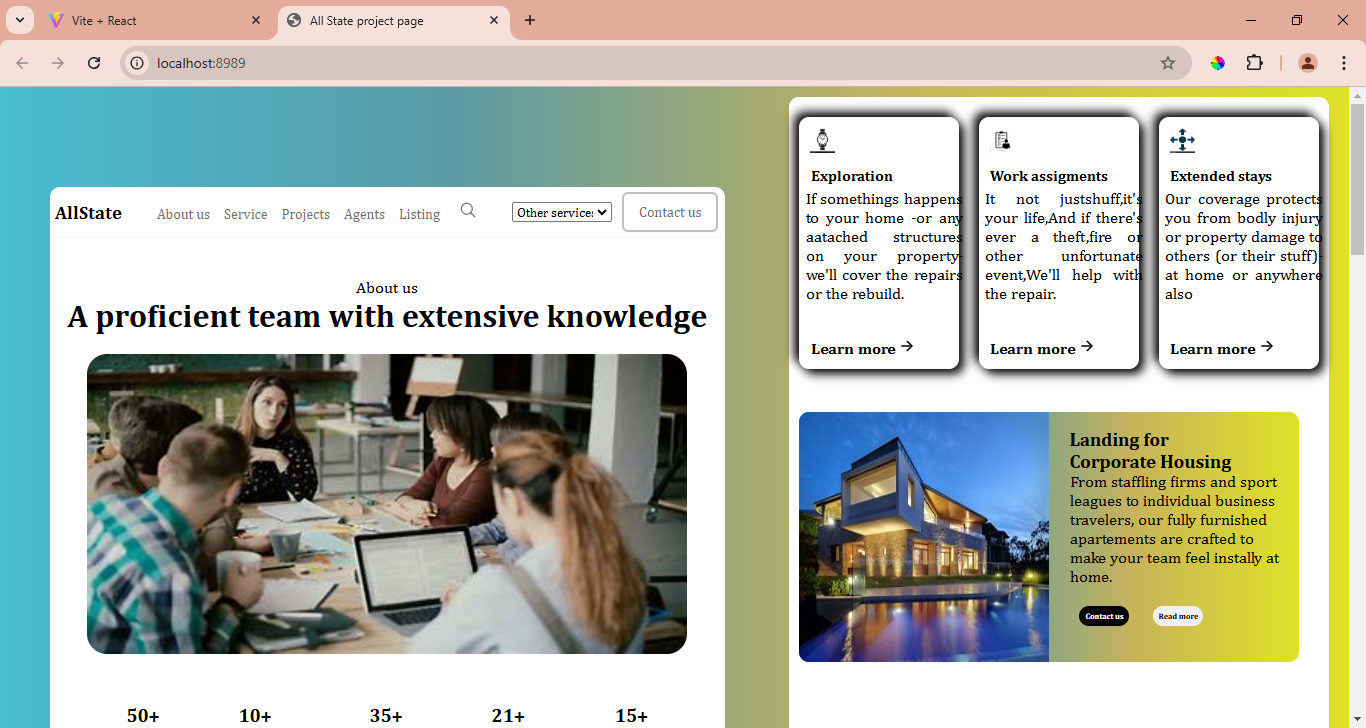 Vite + React
All State project page
localhost:8989
AllState
About us
Service
Projects
Agents
Listing
Other service:
Contact us
About us
A proficient team with extensive knowledge
50+
10+
35+
21+
15+
Exploration
If somethings happens
to your home -or any
aatached structures
on your property-
we'll cover the repairs
or the rebuild.
Learn more
Work assigments
It not justshuff,it's
your life,And if there's
ever a theft,fire or
other unfortunate
event,We'll help with
the repair.
Learn more
Extended stays
Our coverage protects
you from bodly injury
or property damage to
others (or their stuff)-
at home or anywhere
also
Learn more
Landing for
Corporate Housing
From staffling firms and sport
leagues to individual business
travelers, our fully furnished
apartements are crafted to
make your team feel instally at
home.
Contact us
Read more